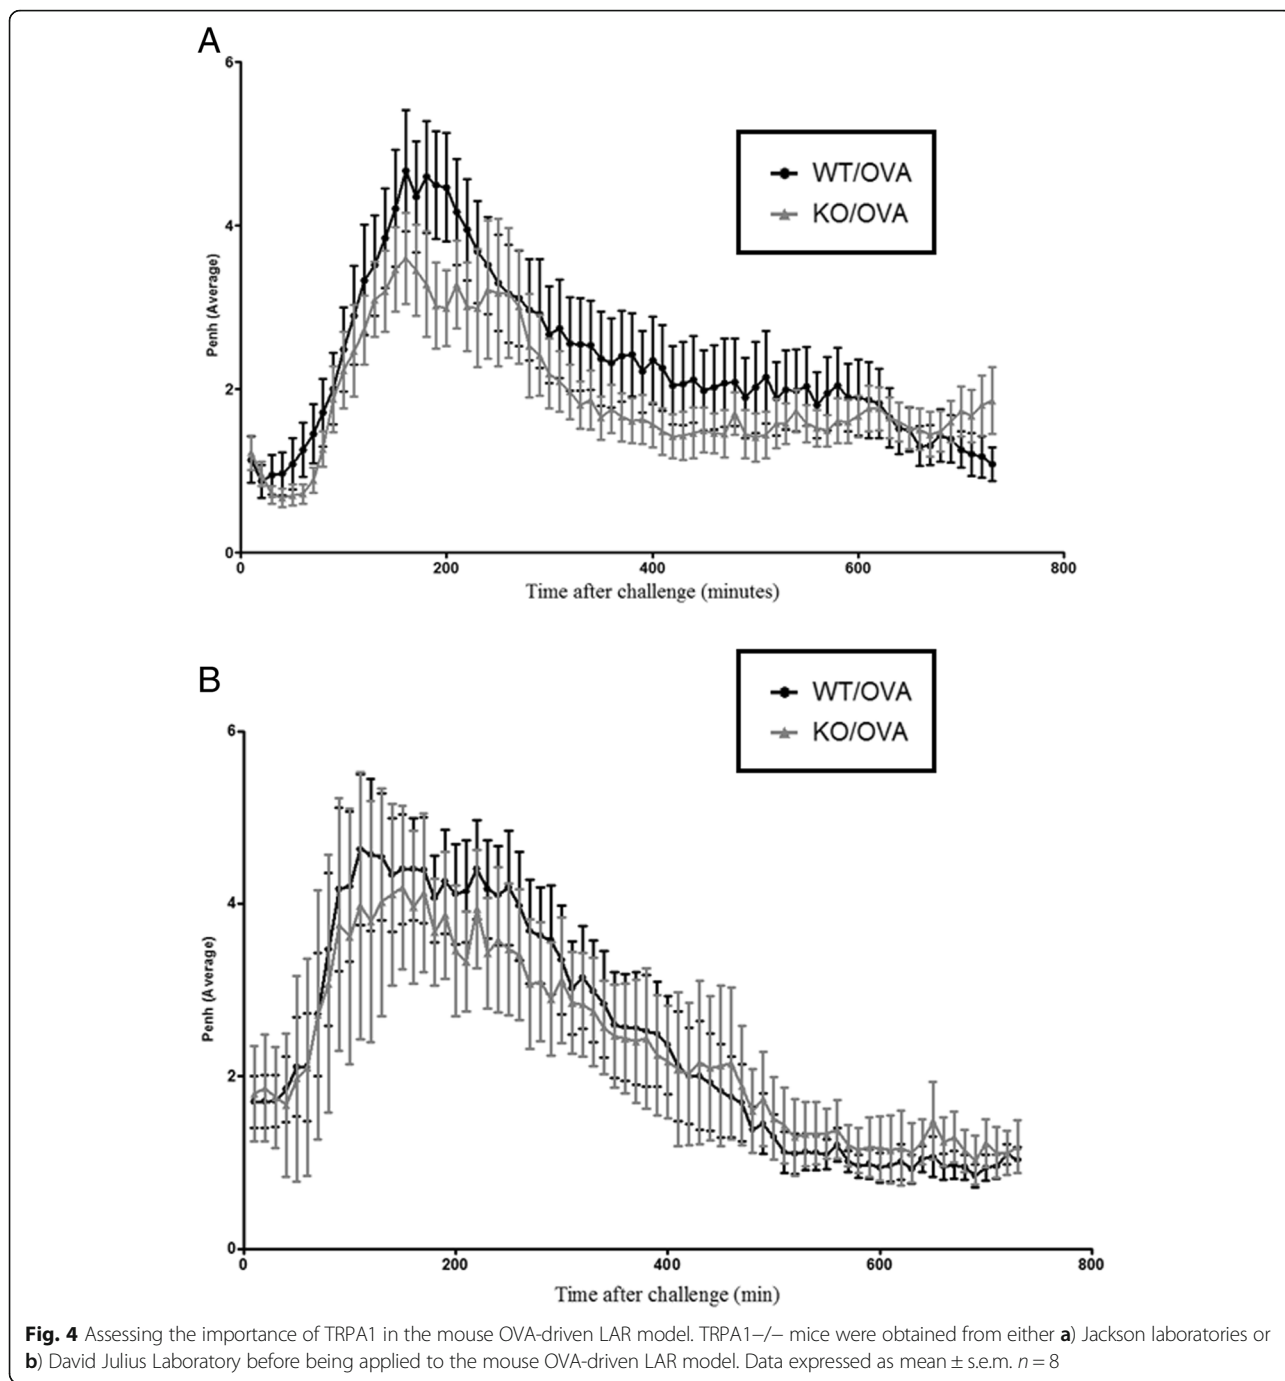 A
6
4
2
0
Penh (Average)
WT/OVA
KO/OVA
0 200 400 600 800
Time after challenge (minutes)
B
6
4
2
0
Penh (Average)
WT/OVA
KO/OVA
0 200 400 600 800
Time after challenge (min)
Fig. 4 Assessing the importance of TRPA1 in the mouse OVA-driven LAR model. TRPA1−/− mice were obtained from either a) Jackson laboratories or
b) David Julius Laboratory before being applied to the mouse OVA-driven LAR model. Data expressed as mean ± s.e.m. n = 8